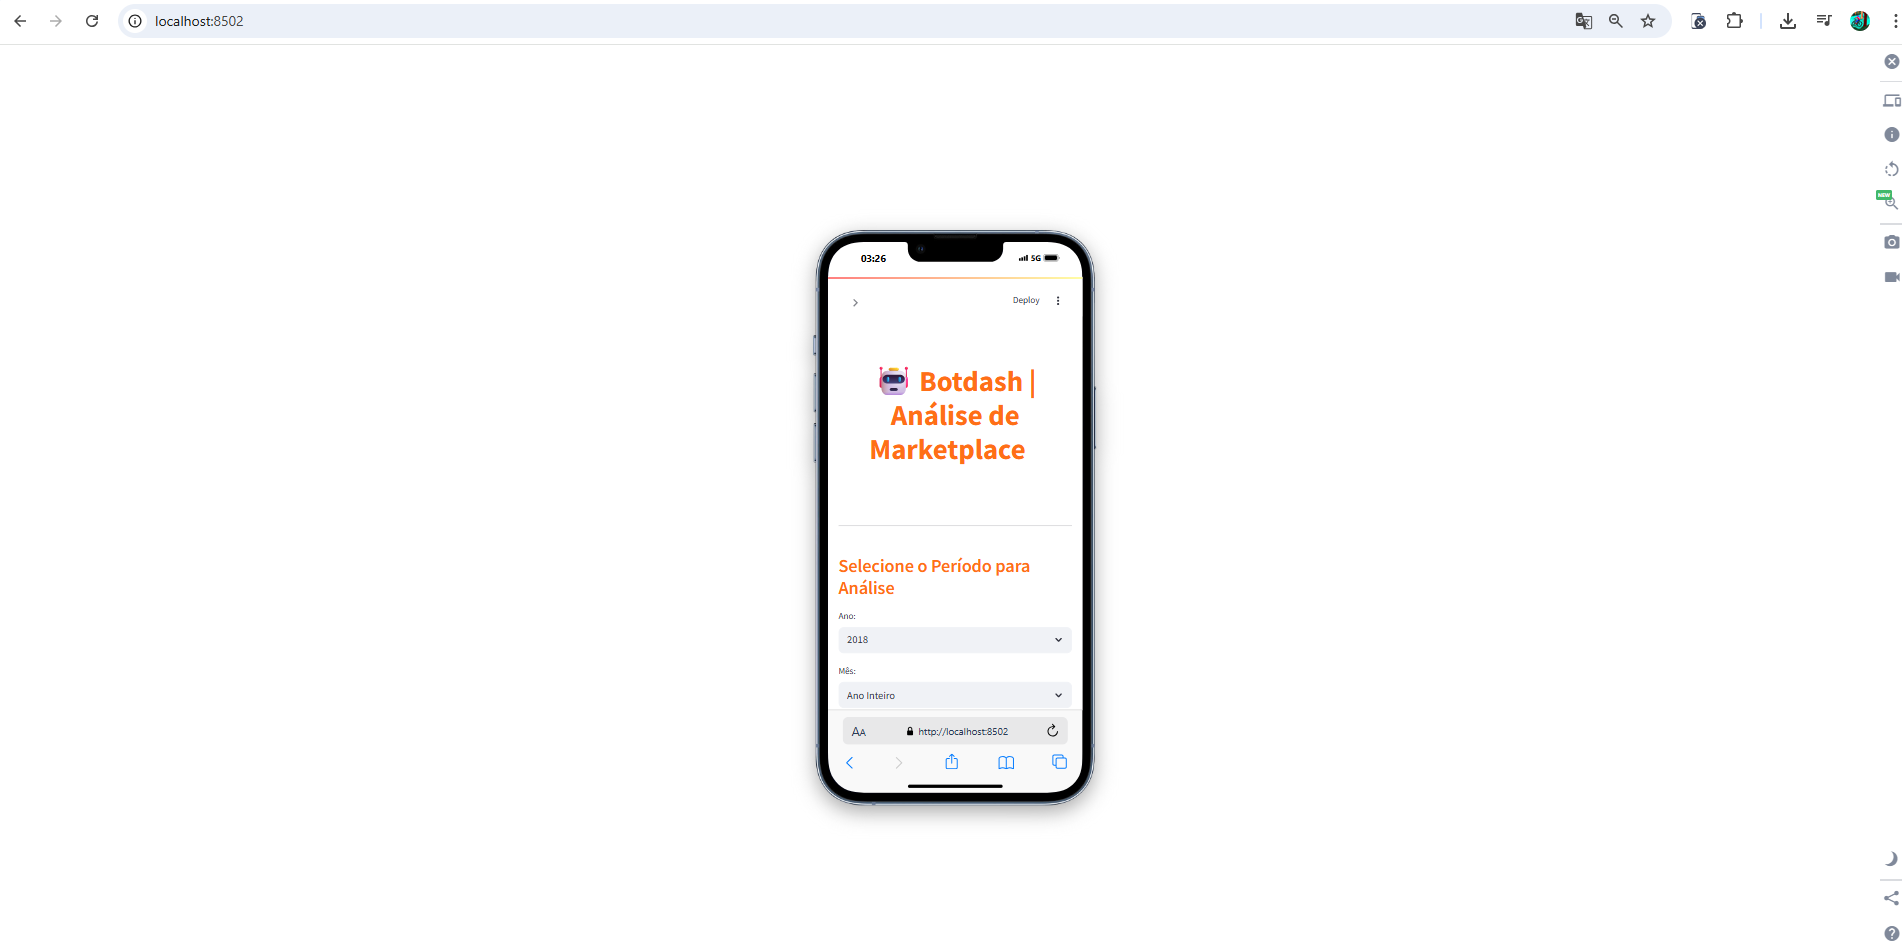 localhost:8502
NEW
03:26
5G
Deploy
Botdash |
Análise de
Marketplace
Selecione o Período para
Análise
Ano:
2018
Mês:
Ano Inteiro
AA
http://localhost:8502